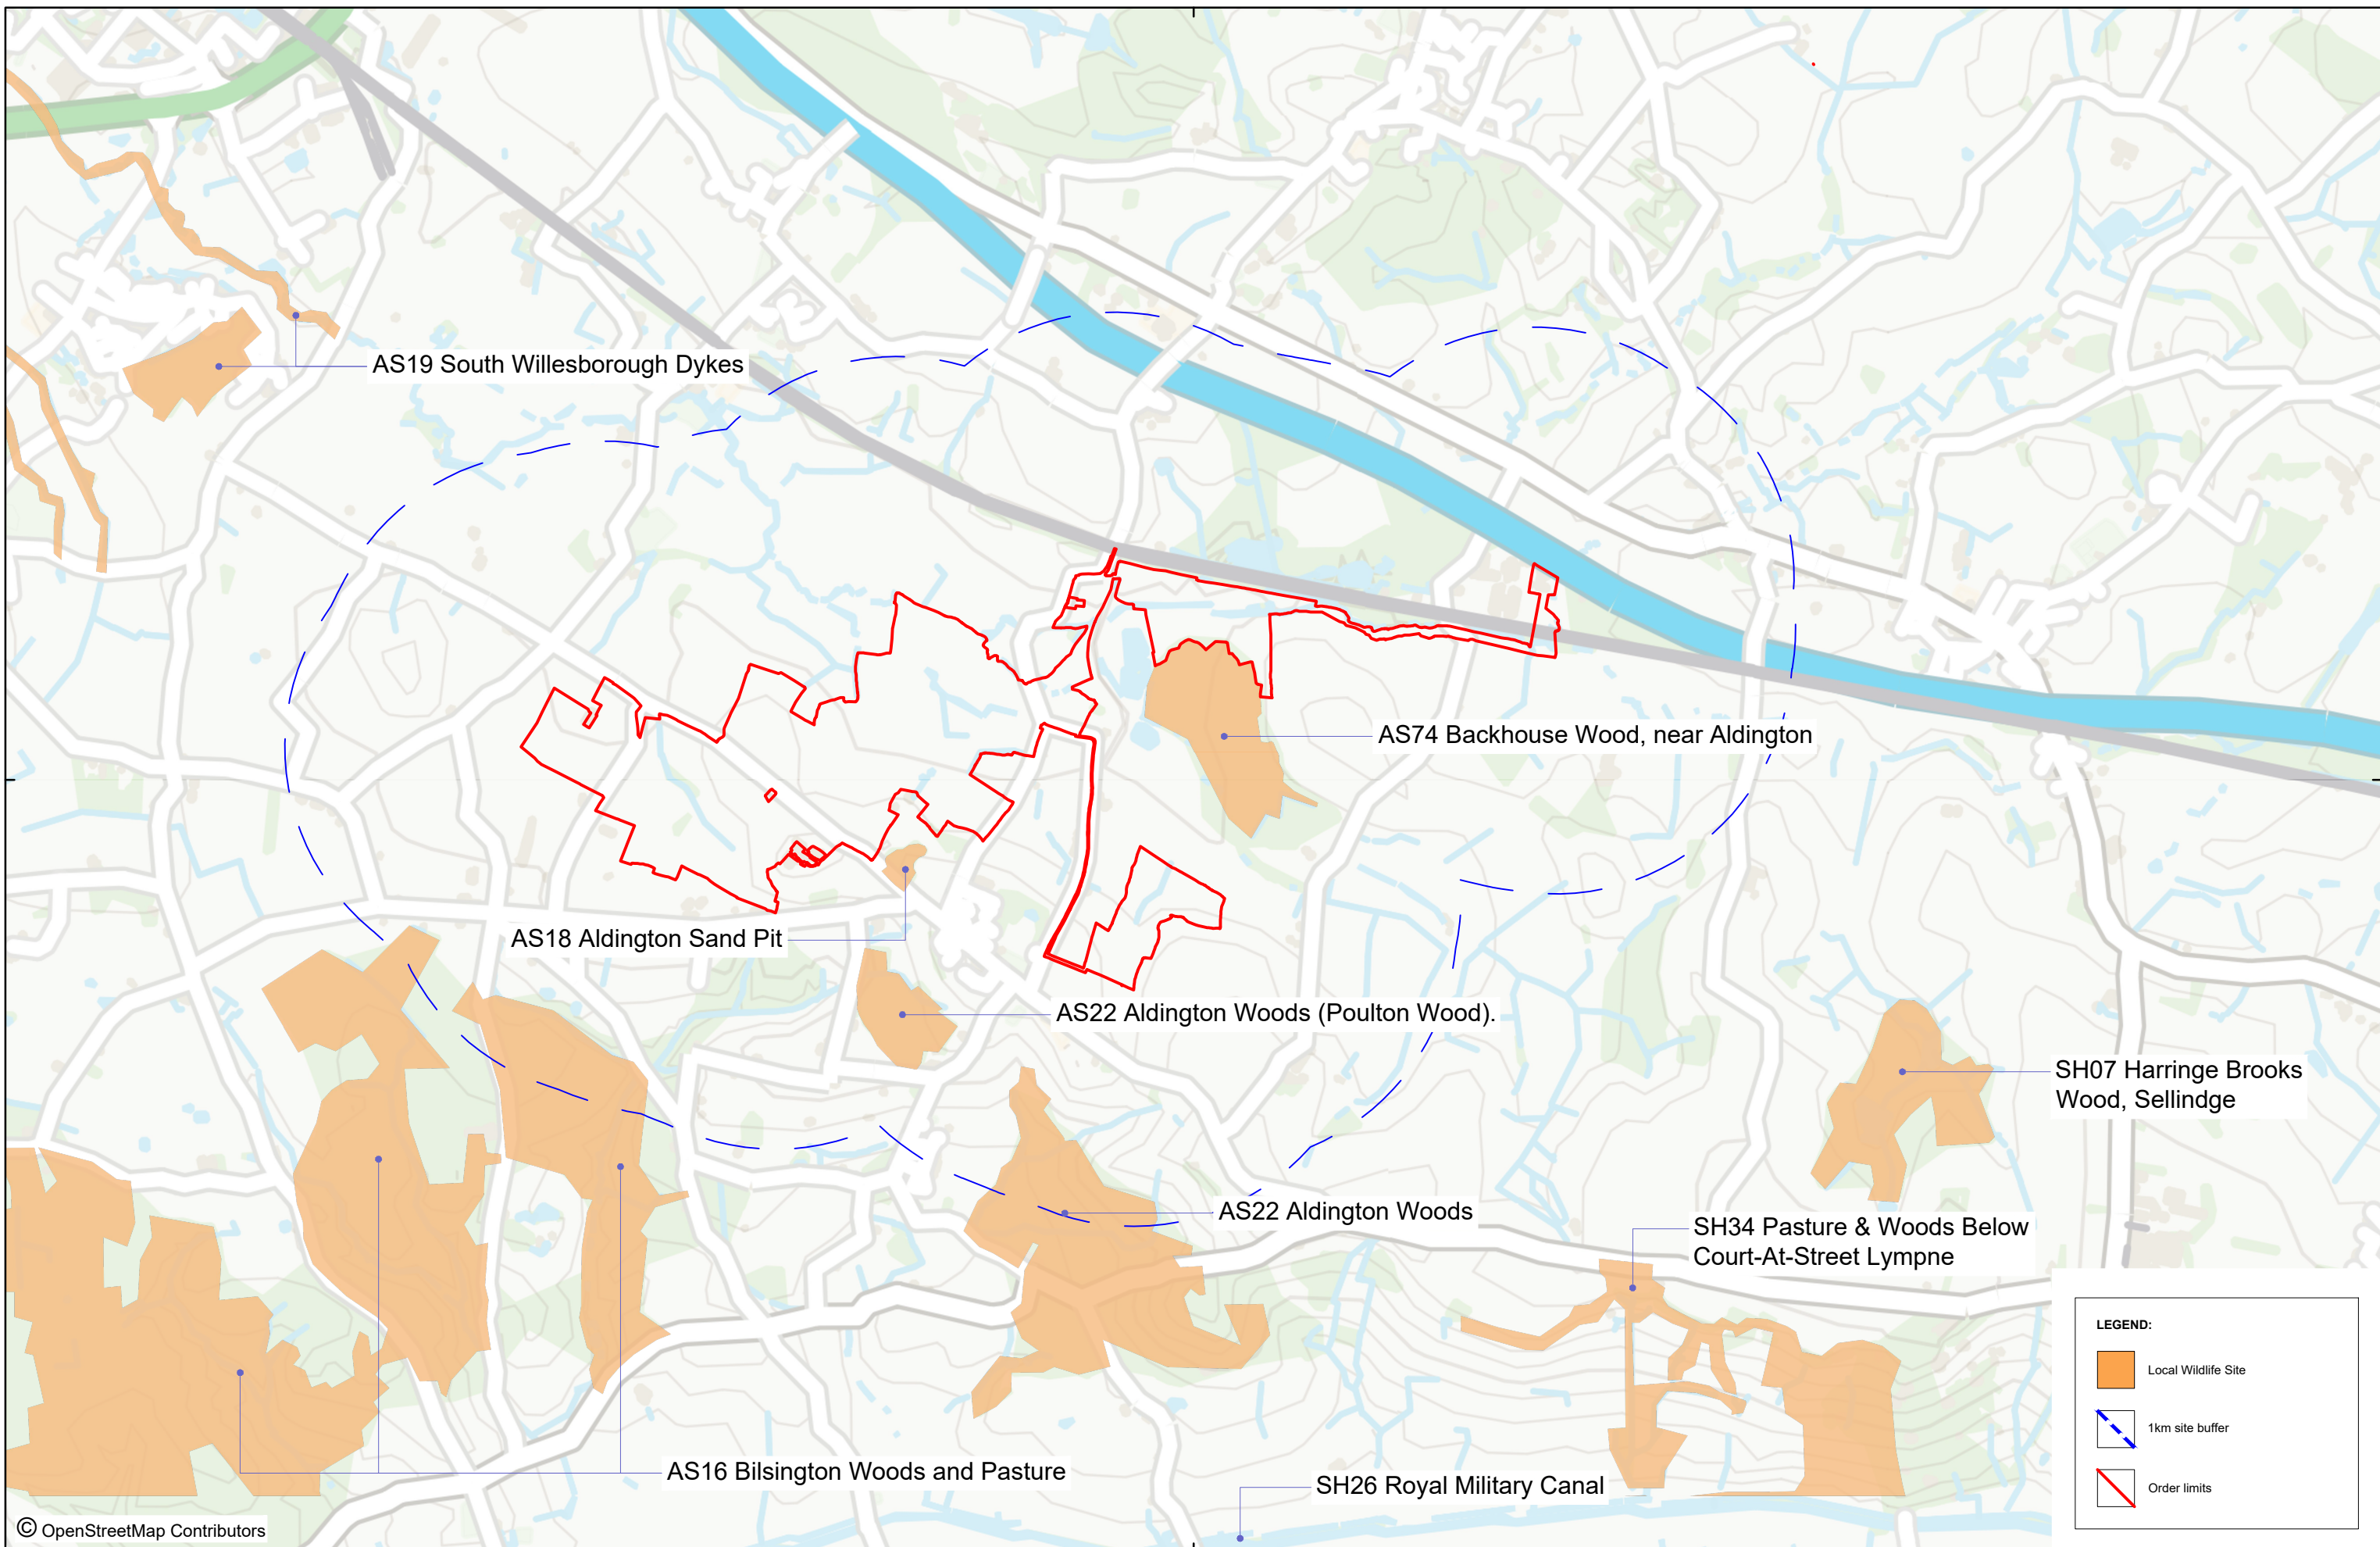 AS19 South Willesborough Dykes
AS74 Backhouse Wood, near Aldington
AS18 Aldington Sand Pit
AS22 Aldington Woods (Poulton Wood).
SH07 Harringe Brooks
Wood, Sellindge
AS22 Aldington Woods
SH34 Pasture & Woods Below
Court-At-Street Lympne
AS16 Bilsington Woods and Pasture
SH26 Royal Military Canal
LEGEND:
Local Wildlife Site
1km site buffer
Order limits
© OpenStreetMap Contributors